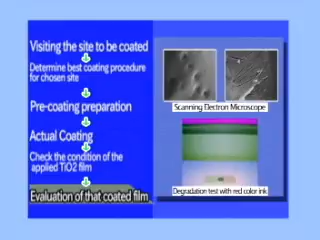 Visiting the site to be coated
Determine best coating procedure
for chosen site
Pre-coating preparation
Actual Coating
Check the condition of the
applied TiO2 film
Evaluation of that coated film
Scanning Electron Microscope
Degradation test with red color ink